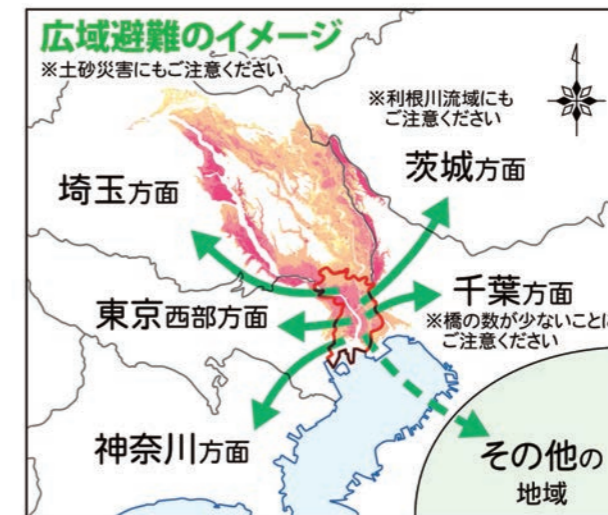 広域避難のイメージ
※土砂災害にもご注意ください
※利根川流域にも
ご注意ください
茨城方面
埼玉方面
千葉方面
※橋の数が少ないことに
ご注意ください
東京西部方面
神奈川方面
その他の
地域